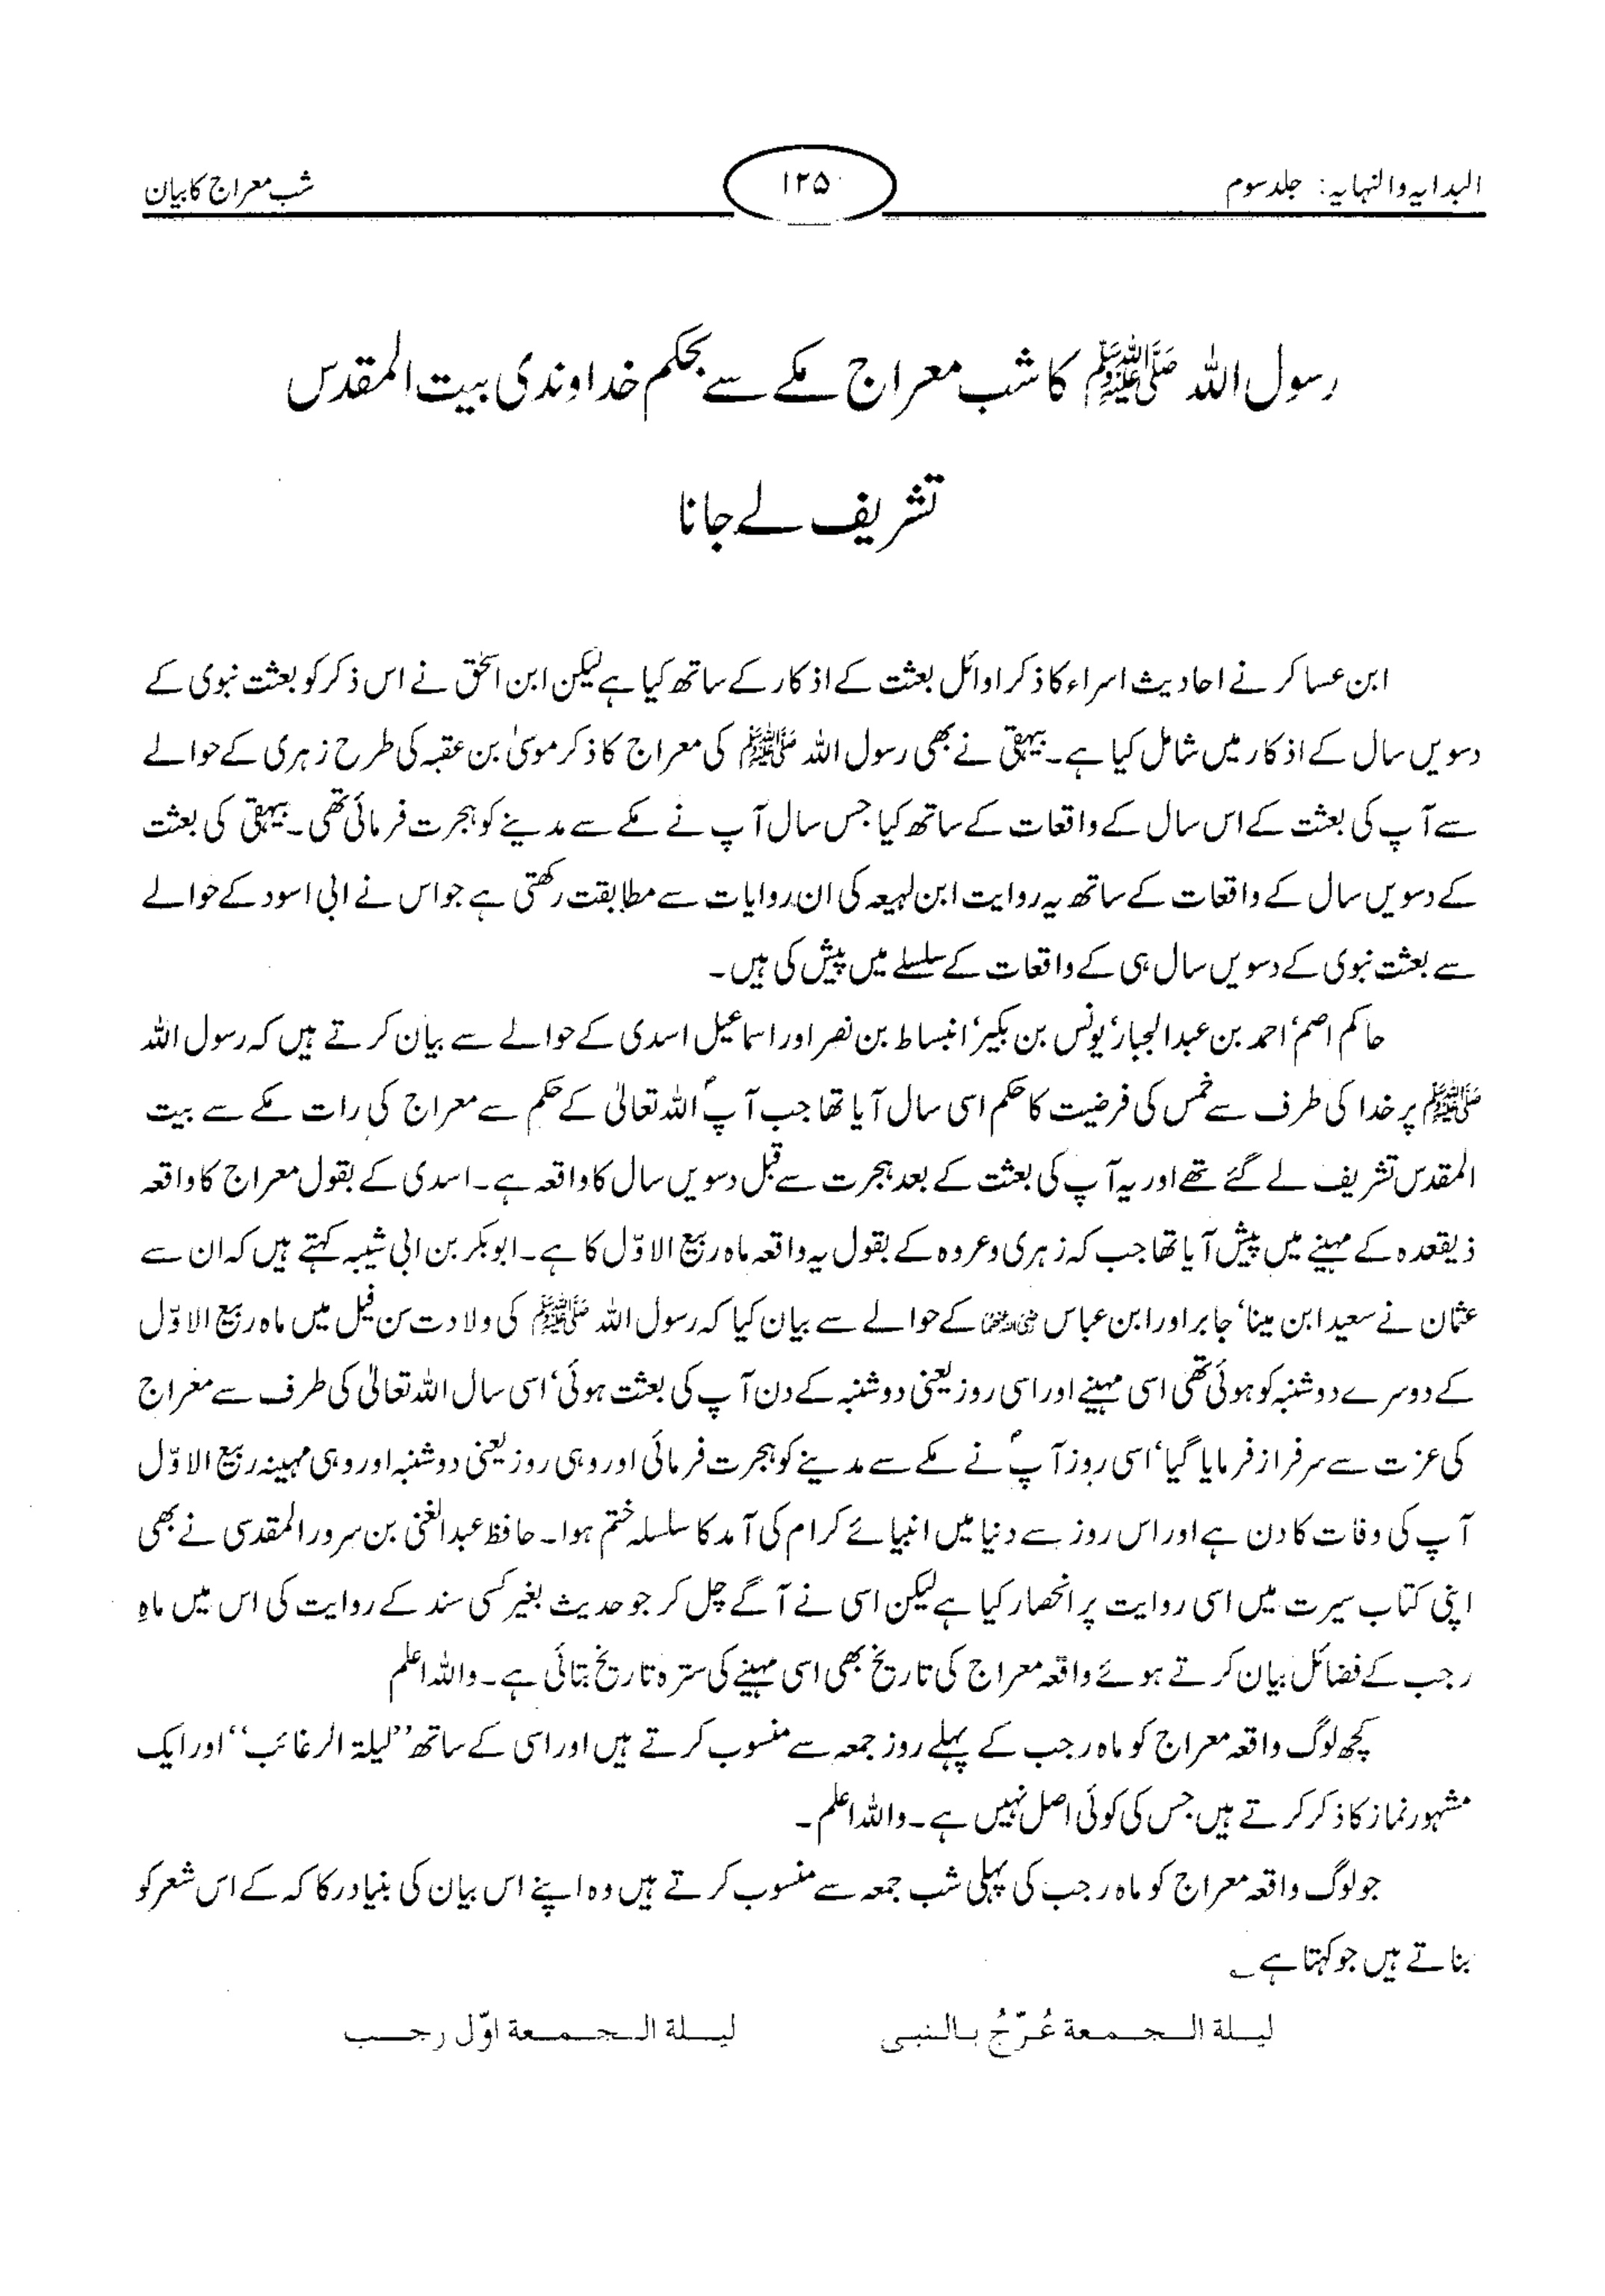 البدایہ والنہایہ: جلد سوم
۱۲۵
شب معراج کا بیان
رسول اللہ ﷺ کا شب معراج مکے سے بحکم خداوندی بیت المقدس
تشریف لے جانا
ابن عساکر نے احادیث اسراء کا ذکر اوائل بعثت کے اذکار کے ساتھ کیا ہے لیکن ابن اسحٰق نے اس ذکر کو بعثت نبوی کے
دسویں سال کے اذکار میں شامل کیا ہے۔ بیہقی نے بھی رسول اللہ ﷺ کی معراج کا ذکر موسیٰ بن عقبہ کی طرح زہری کے حوالے
سے آپ کی بعثت کے اس سال کے واقعات کے ساتھ کیا جس سال آپ نے مکے سے مدینے کو ہجرت فرمائی تھی۔ بیہقی کی بعثت
کے دسویں سال کے واقعات کے ساتھ یہ روایت ابن لہیعہ کی ان روایات سے مطابقت رکھتی ہے جو اس نے ابی اسود کے حوالے
سے بعثت نبوی کے دسویں سال ہی کے واقعات کے سلسلے میں پیش کی ہیں۔
حاکم اصم‘ احمد بن عبدالجبار‘ یونس بن بکیر‘ انبساط بن نصر اور اسماعیل اسدی کے حوالے سے بیان کرتے ہیں کہ رسول اللہ
ﷺ پر خدا کی طرف سے خمس کی فرضیت کا حکم اسی سال آیا تھا جب آپؐ اللہ تعالیٰ کے حکم سے معراج کی رات مکے سے بیت
المقدس تشریف لے گئے تھے اور یہ آپ کی بعثت کے بعد ہجرت سے قبل دسویں سال کا واقعہ ہے۔ اسدی کے بقول معراج کا واقعہ
ذیقعدہ کے مہینے میں پیش آیا تھا جب کہ زہری و عروہ کے بقول یہ واقعہ ماہ ربیع الاوّل کا ہے۔ ابوبکر بن ابی شیبہ کہتے ہیں کہ ان سے
عثمان نے سعید ابن مینا‘ جابر اور ابن عباس رضی اللہ عنہم کے حوالے سے بیان کیا کہ رسول اللہ ﷺ کی ولادت سن فیل میں ماہ ربیع الاوّل
کے دوسرے دوشنبہ کو ہوئی تھی اسی مہینے اور اسی روز یعنی دوشنبہ کے دن آپ کی بعثت ہوئی‘ اسی سال اللہ تعالیٰ کی طرف سے معراج
کی عزت سے سرفراز فرمایا گیا‘ اسی روز آپؐ نے مکے سے مدینے کو ہجرت فرمائی اور وہی روز یعنی دوشنبہ اور وہی مہینہ ربیع الاوّل
آپ کی وفات کا دن ہے اور اس روز سے دنیا میں انبیائے کرام کی آمد کا سلسلہ ختم ہوا۔ حافظ عبدالغنی بن سرور المقدسی نے بھی
اپنی کتاب سیرت میں اسی روایت پر انحصار کیا ہے لیکن اسی نے آگے چل کر جو حدیث بغیر کسی سند کے روایت کی اس میں ماہِ
رجب کے فضائل بیان کرتے ہوئے واقعہ معراج کی تاریخ بھی اسی مہینے کی سترہ تاریخ بتائی ہے۔ واللہ اعلم
کچھ لوگ واقعہ معراج کو ماہ رجب کے پہلے روز جمعہ سے منسوب کرتے ہیں اور اسی کے ساتھ ’’لیلۃ الرغائب‘‘ اور ایک
مشہور نماز کا ذکر کرتے ہیں جس کی کوئی اصل نہیں ہے۔ واللہ اعلم۔
جو لوگ واقعہ معراج کو ماہ رجب کی پہلی شب جمعہ سے منسوب کرتے ہیں وہ اپنے اس بیان کی بنیاد رکا کہ کے اس شعر کو
بناتے ہیں جو کہتا ہے ؎
لیلة الجمعة عُرّجُ بالنبی لیلة الجمعة اوّل رجب